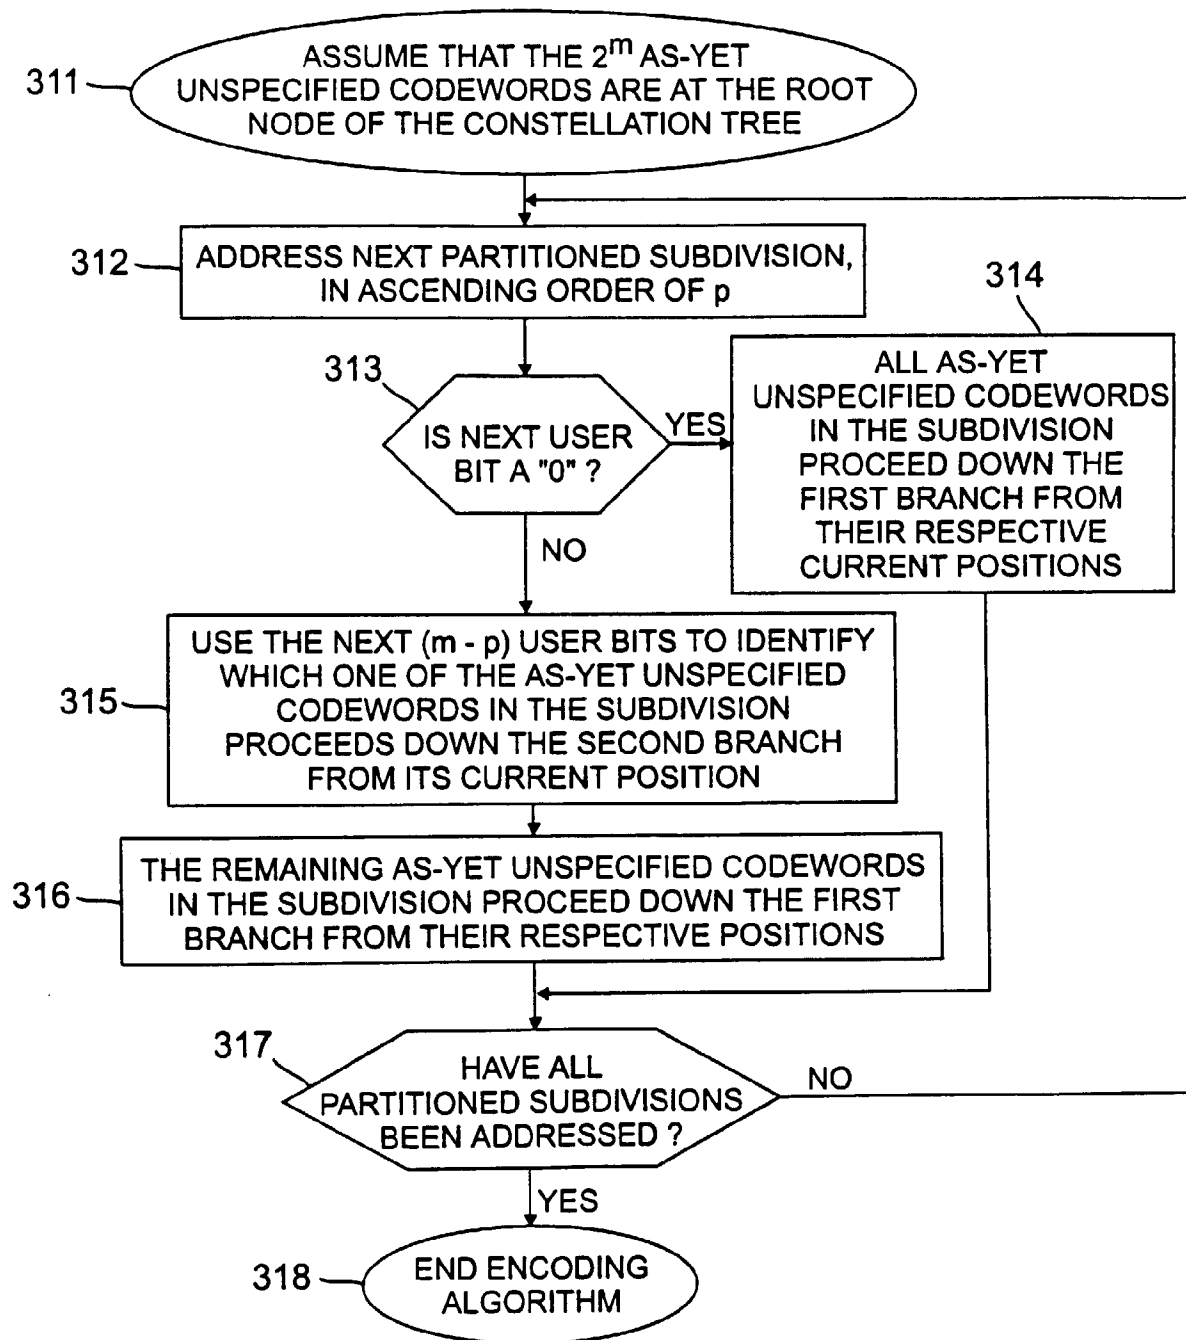 311
ASSUME THAT THE 2^m AS-YET
UNSPECIFIED CODEWORDS ARE AT THE ROOT
NODE OF THE CONSTELLATION TREE
312
ADDRESS NEXT PARTITIONED SUBDIVISION,
IN ASCENDING ORDER OF p
313
IS NEXT USER
BIT A "0" ?
YES
314
ALL AS-YET
UNSPECIFIED CODEWORDS
IN THE SUBDIVISION
PROCEED DOWN THE
FIRST BRANCH FROM
THEIR RESPECTIVE
CURRENT POSITIONS
NO
315
USE THE NEXT (m - p) USER BITS TO IDENTIFY
WHICH ONE OF THE AS-YET UNSPECIFIED
CODEWORDS IN THE SUBDIVISION
PROCEEDS DOWN THE SECOND BRANCH
FROM ITS CURRENT POSITION
316
THE REMAINING AS-YET UNSPECIFIED CODEWORDS
IN THE SUBDIVISION PROCEED DOWN THE FIRST
BRANCH FROM THEIR RESPECTIVE POSITIONS
317
HAVE ALL
PARTITIONED SUBDIVISIONS
BEEN ADDRESSED ?
NO
YES
318
END ENCODING
ALGORITHM